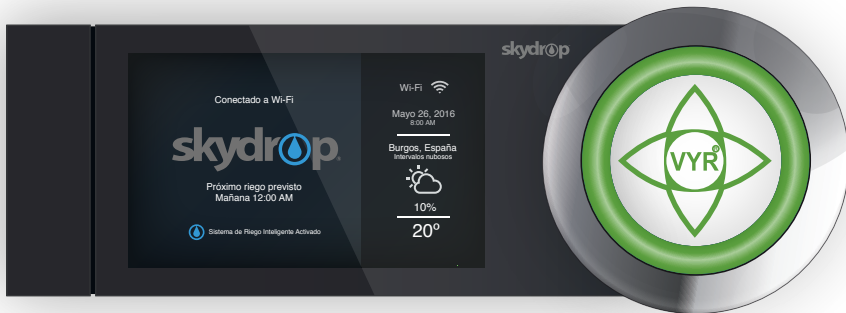 skydrop
Conectado a Wi-Fi
skydrop
Próximo riego previsto
Mañana 12:00 AM
Sistema de Riego Inteligente Activado
Wi-Fi
Mayo 26, 2016
8:00 AM
Burgos, España
Intervalos nubosos
10%
20º
VYR®